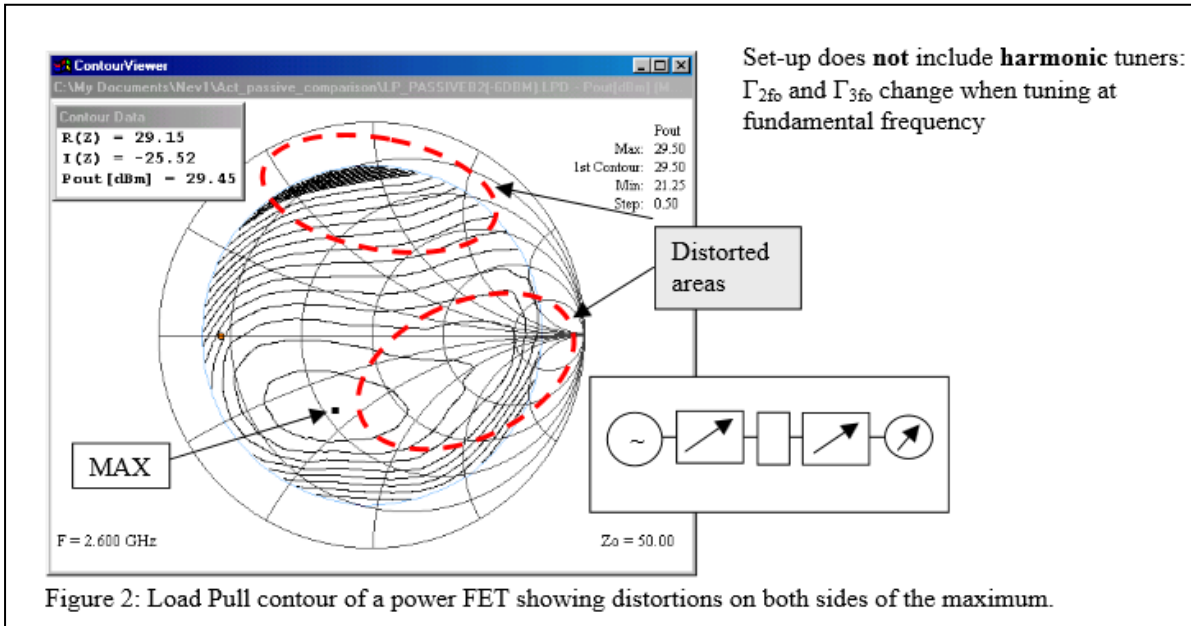 Set-up does not include harmonic tuners:
Γ2fo and Γ3fo change when tuning at
fundamental frequency
ContourViewer
C:\My Documents\Nev1\Act_passive_comparison\LP_PASSIVEB2[-6DBM].LPD - Pout[dBm] [M
Contour Data
R(Z) = 29.15
I(Z) = -25.52
Pout[dBm] = 29.45
Pout
Max: 29.50
1st Contour: 29.50
Min: 21.25
Step: 0.50
Distorted
areas
MAX
~
F = 2.600 GHz
Zo = 50.00
Figure 2: Load Pull contour of a power FET showing distortions on both sides of the maximum.